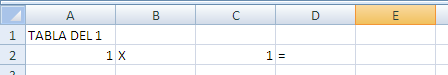 A B C D E
1 TABLA DEL 1
2 1 X 1 =